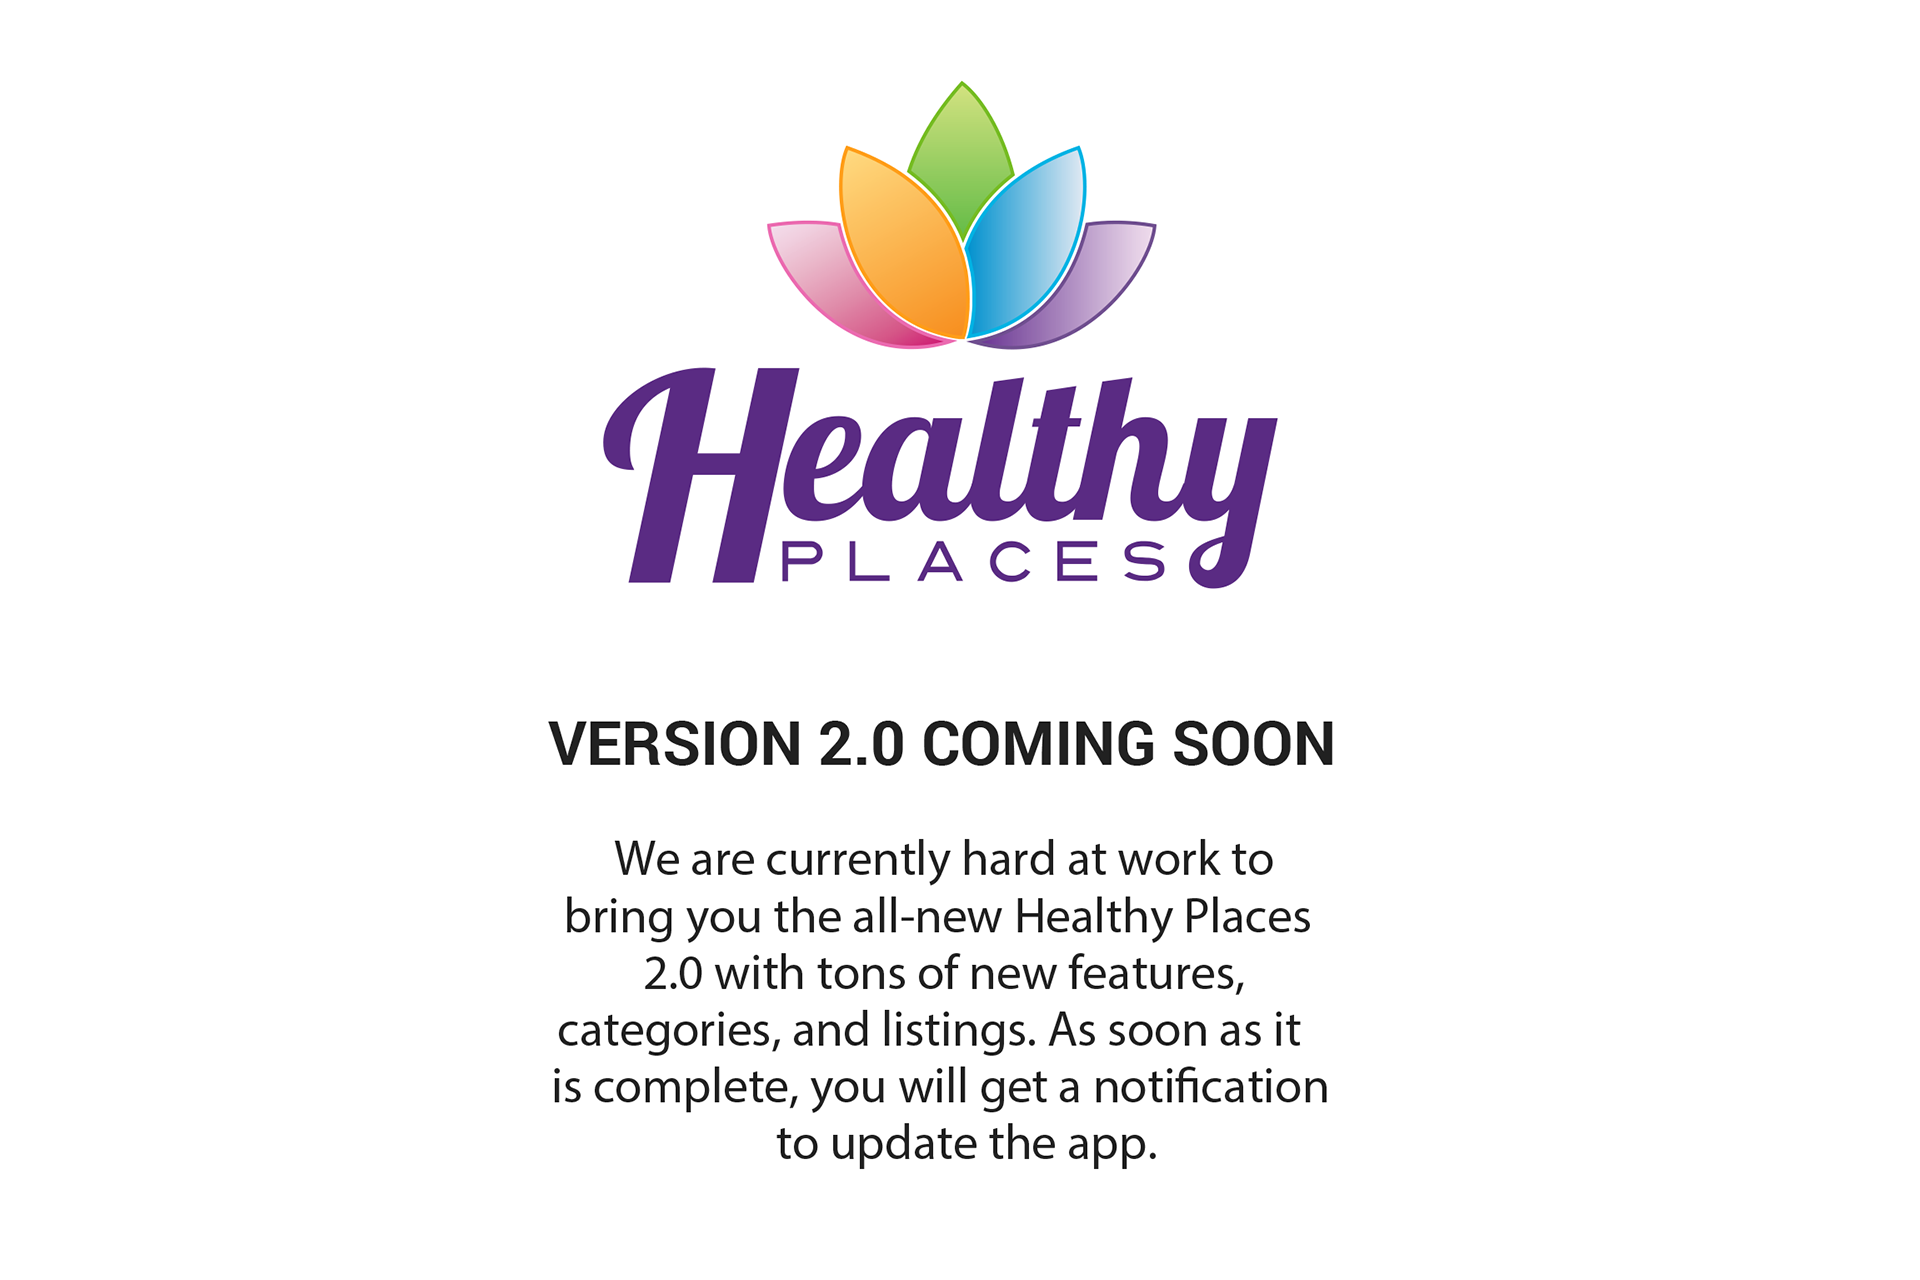 Healthy
PLACES
VERSION 2.0 COMING SOON
We are currently hard at work to
bring you the all-new Healthy Places
2.0 with tons of new features,
categories, and listings. As soon as it
is complete, you will get a notification
to update the app.